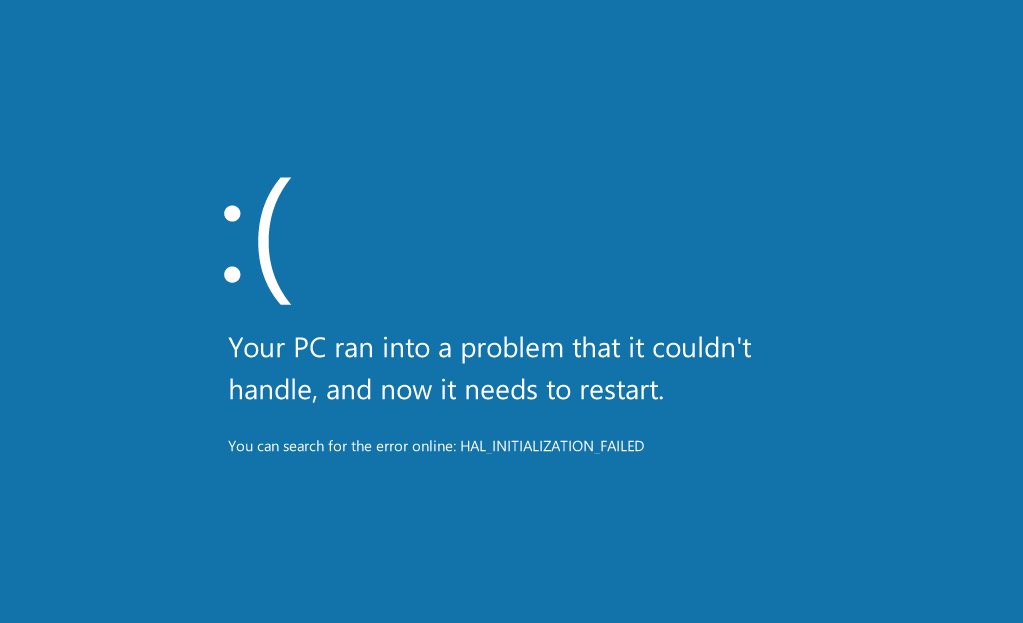 :(
Your PC ran into a problem that it couldn't
handle, and now it needs to restart.
You can search for the error online: HAL_INITIALIZATION_FAILED